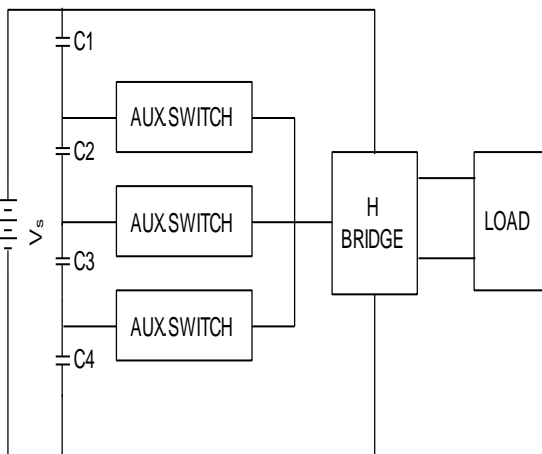 C1
AUX.SWITCH
C2
AUX.SWITCH
H
BRIDGE
LOAD
Vs
C3
AUX.SWITCH
C4